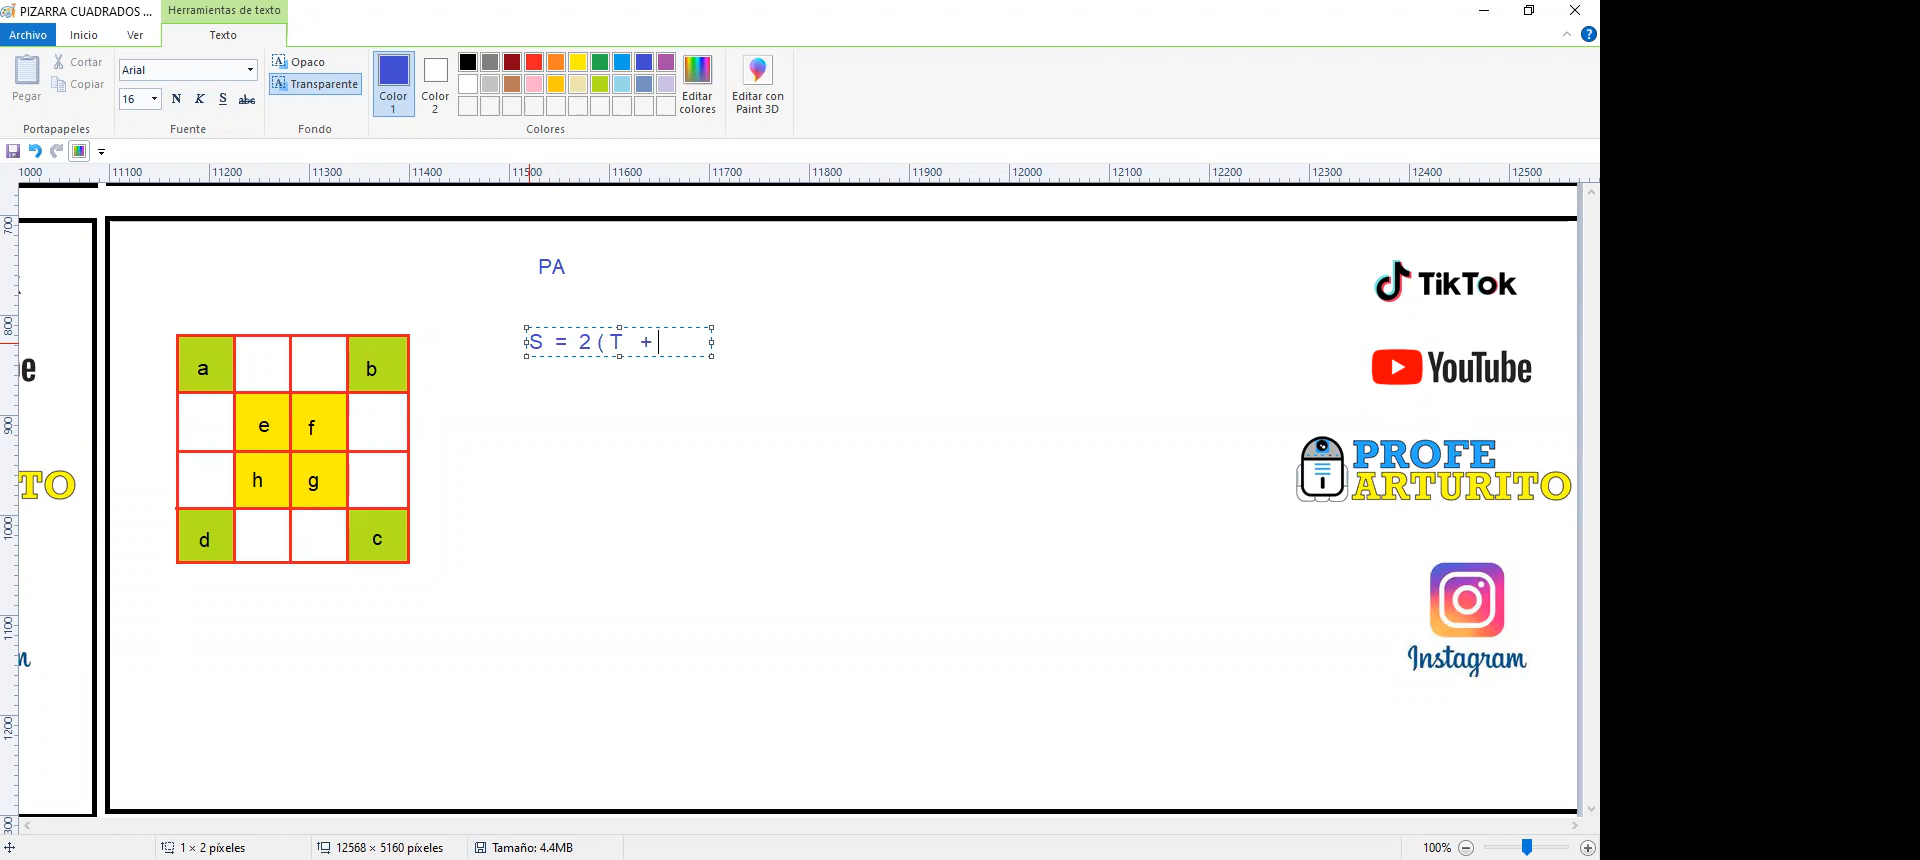 PIZARRA CUADRADOS ...
Herramientas de texto
Archivo
Inicio
Ver
Texto
Pegar
Cortar
Copiar
Portapapeles
Arial
16
N K S abc
Fuente
Opaco
Transparente
Fondo
Color 1
Color 2
Editar colores
Editar con Paint 3D
Colores
1000 11100 11200 11300 11400 11500 11600 11700 11800 11900 12000 12100 12200 12300 12400 12500
700
800
900
1000
1100
1200
300
PA
S = 2 ( T +
a b
e f
h g
d c
TikTok
YouTube
PROFE
ARTURITO
Instagram
e
TO
m
1 × 2 píxeles
12568 × 5160 píxeles
Tamaño: 4.4MB
100%